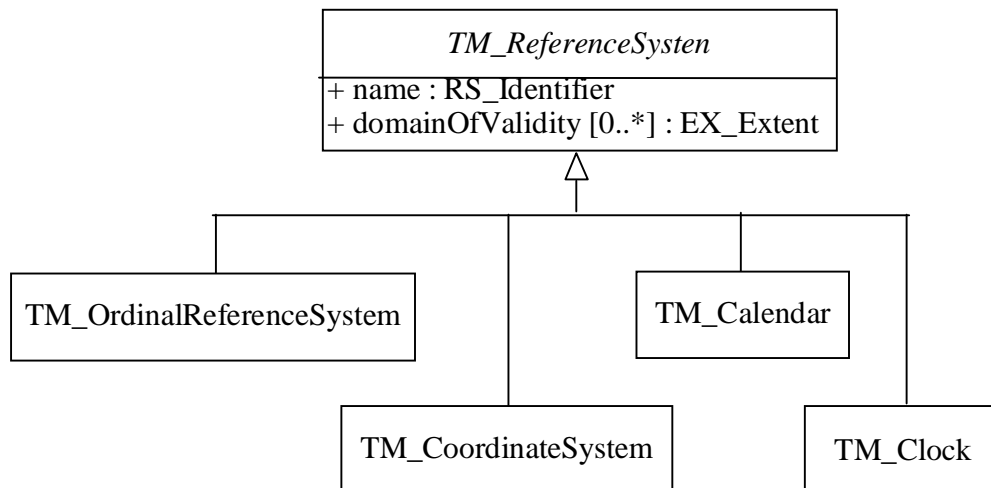 TM_ReferenceSysten
+ name : RS_Identifier
+ domainOfValidity [0..*] : EX_Extent
TM_OrdinalReferenceSystem
TM_Calendar
TM_CoordinateSystem
TM_Clock